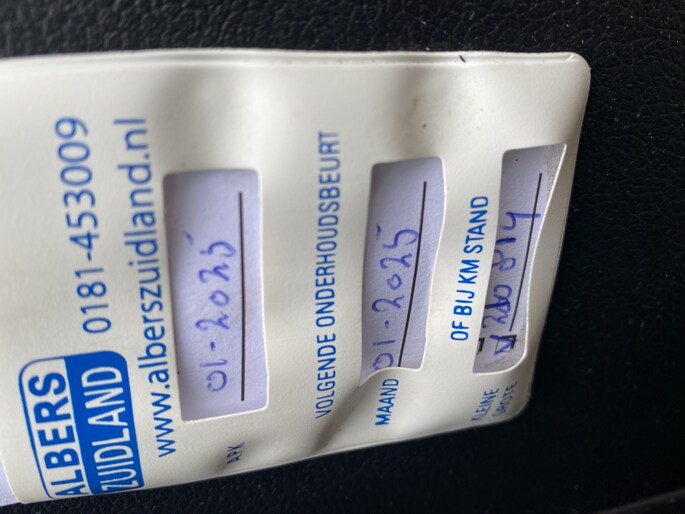 ALBERS
ZUIDLAND
0181-453009
www.alberszuidland.nl
APK
01-2025
VOLGENDE ONDERHOUDSBEURT
MAAND
01-2025
OF BIJ KM STAND
KLEINE
GROTE